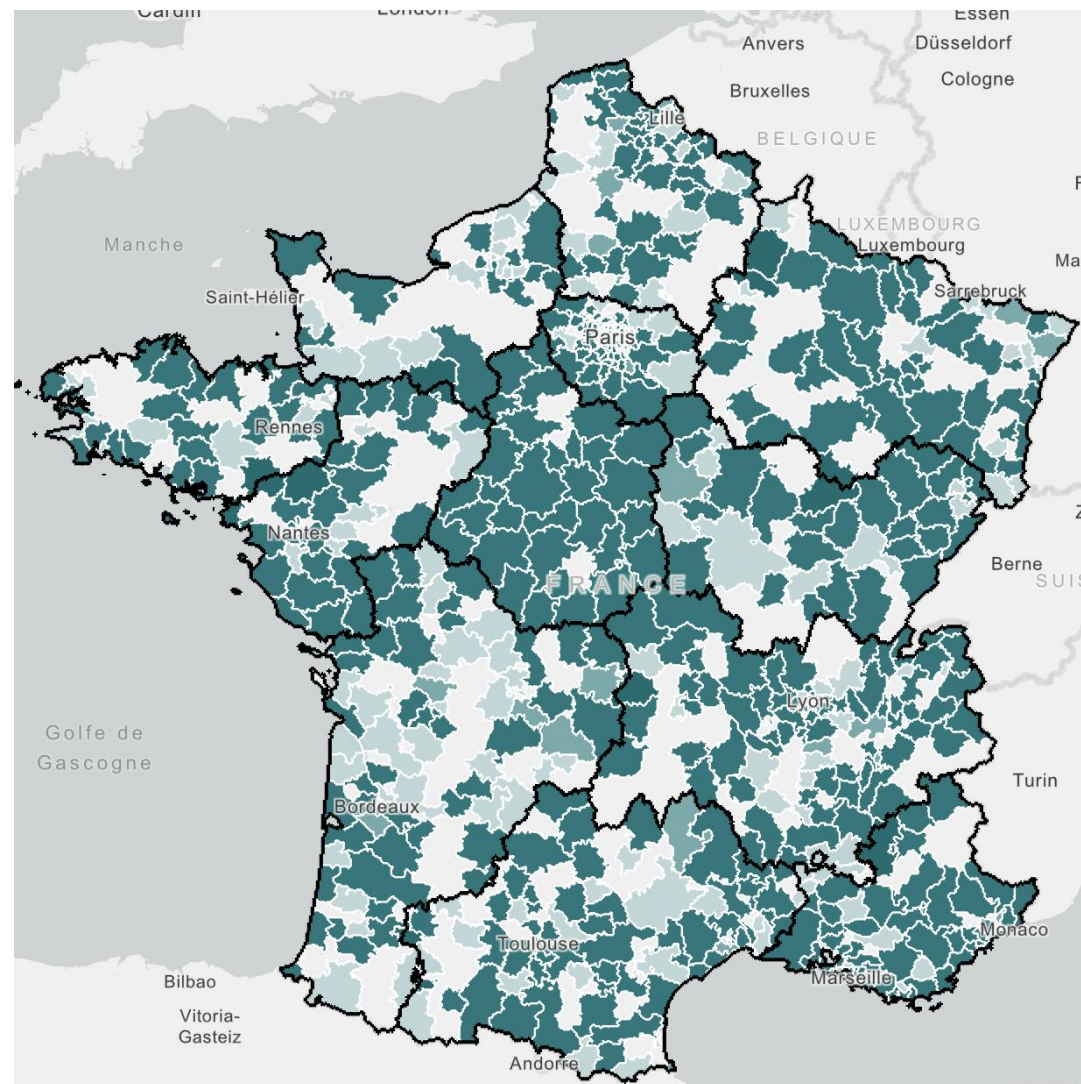 Cardiff
London
Essen
Anvers
Düsseldorf
Bruxelles
Cologne
Lille
BELGIQUE
Manche
LUXEMBOURG
Luxembourg
Ma
Saint-Hélier
Sarrebruck
Paris
Rennes
Nantes
FRANCE
Berne
SUIS
Lyon
Golfe de
Gascogne
Turin
Bordeaux
Toulouse
Monaco
Marseille
Bilbao
Vitoria-
Gasteiz
Andorre